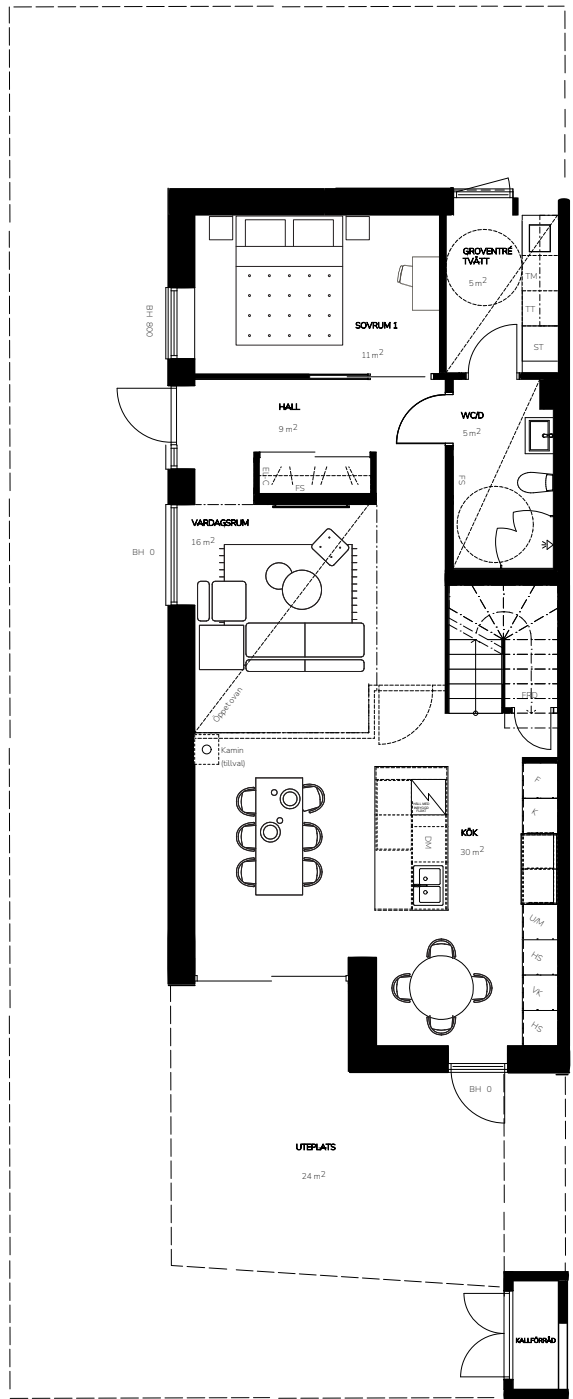 GROVENTRÉ
TVÄTT
5 m²
TM
TT
ST
BH 800
SOVRUM 1
11 m²
HALL
9 m²
WC/D
5 m²
FS
FS
VARDAGSRUM
16 m²
BH 0
Öppet ovan
FRD
Kamin
(tillval)
F
K
DM
KÖK
30 m²
U/M
HS
VK
HS
BH 0
UTEPLATS
24 m²
KALLFÖRRÅD